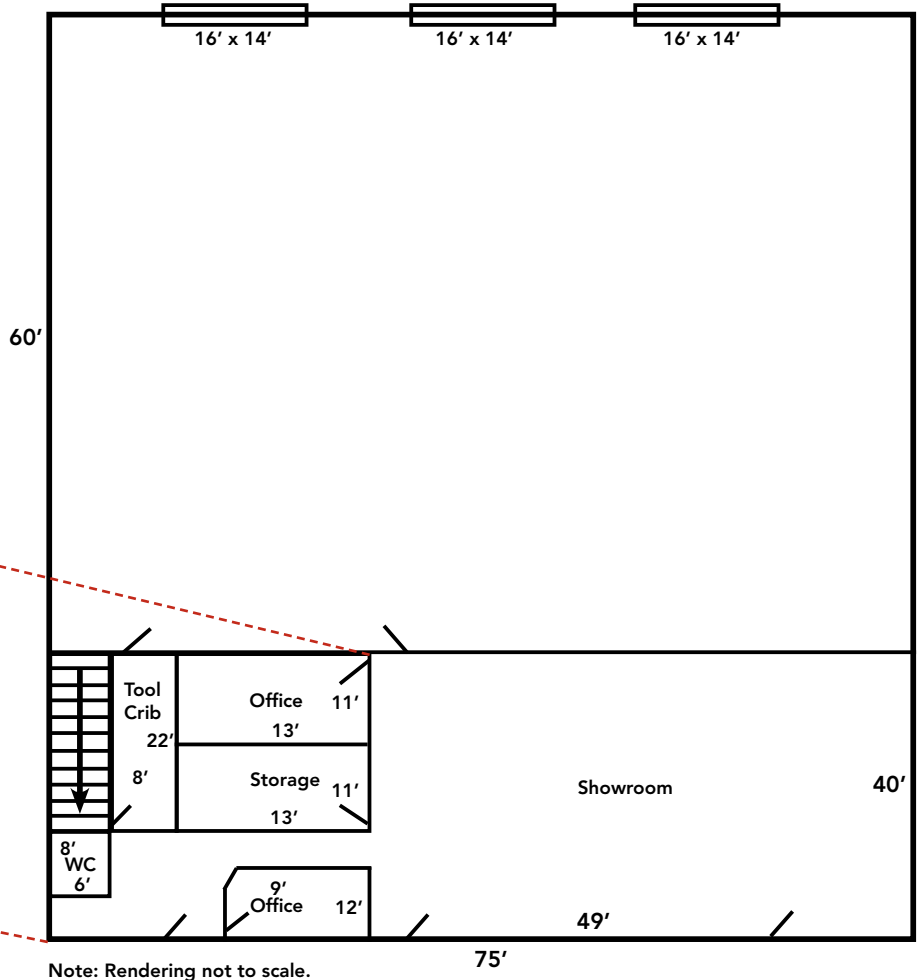 16' x 14'
16' x 14'
16' x 14'
60'
Tool
Crib
22'
8'
Office
11'
13'
Storage
11'
13'
Showroom
40'
8'
WC
6'
9'
Office
12'
49'
75'
Note: Rendering not to scale.